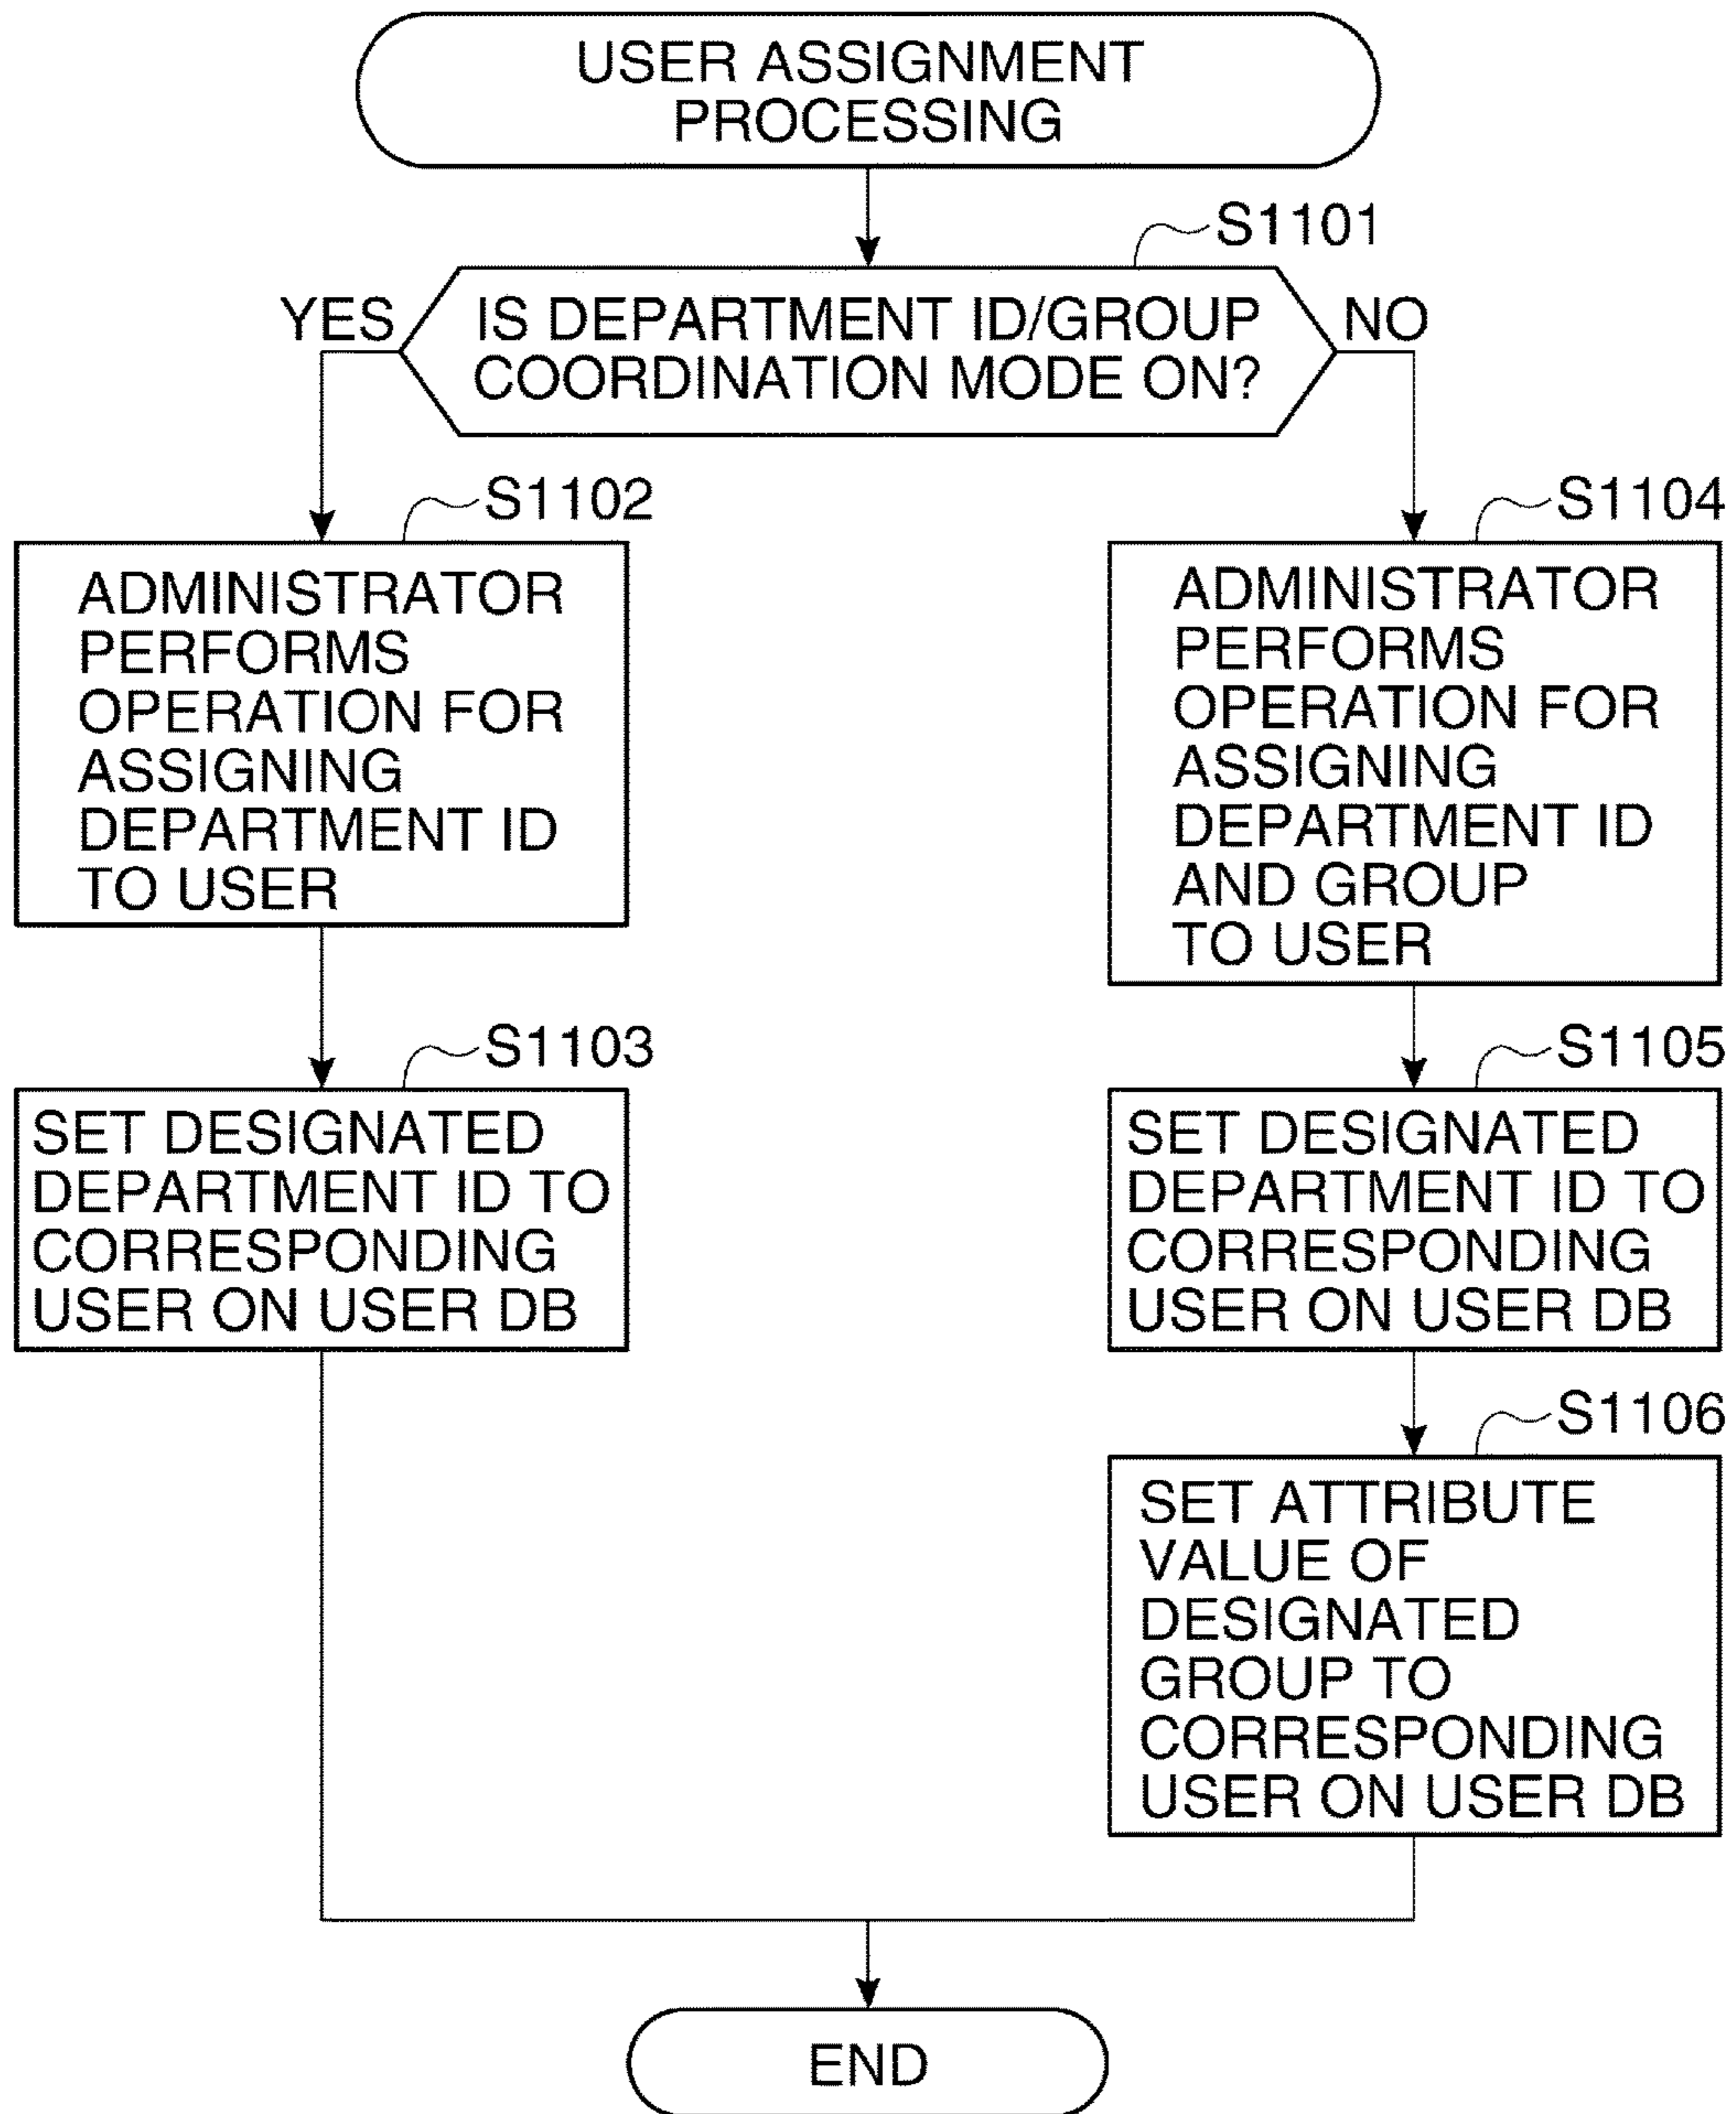 USER ASSIGNMENT
PROCESSING
S1101
YES
IS DEPARTMENT ID/GROUP
COORDINATION MODE ON?
NO
S1102
ADMINISTRATOR
PERFORMS
OPERATION FOR
ASSIGNING
DEPARTMENT ID
TO USER
S1103
SET DESIGNATED
DEPARTMENT ID TO
CORRESPONDING
USER ON USER DB
S1104
ADMINISTRATOR
PERFORMS
OPERATION FOR
ASSIGNING
DEPARTMENT ID
AND GROUP
TO USER
S1105
SET DESIGNATED
DEPARTMENT ID TO
CORRESPONDING
USER ON USER DB
S1106
SET ATTRIBUTE
VALUE OF
DESIGNATED
GROUP TO
CORRESPONDING
USER ON USER DB
END